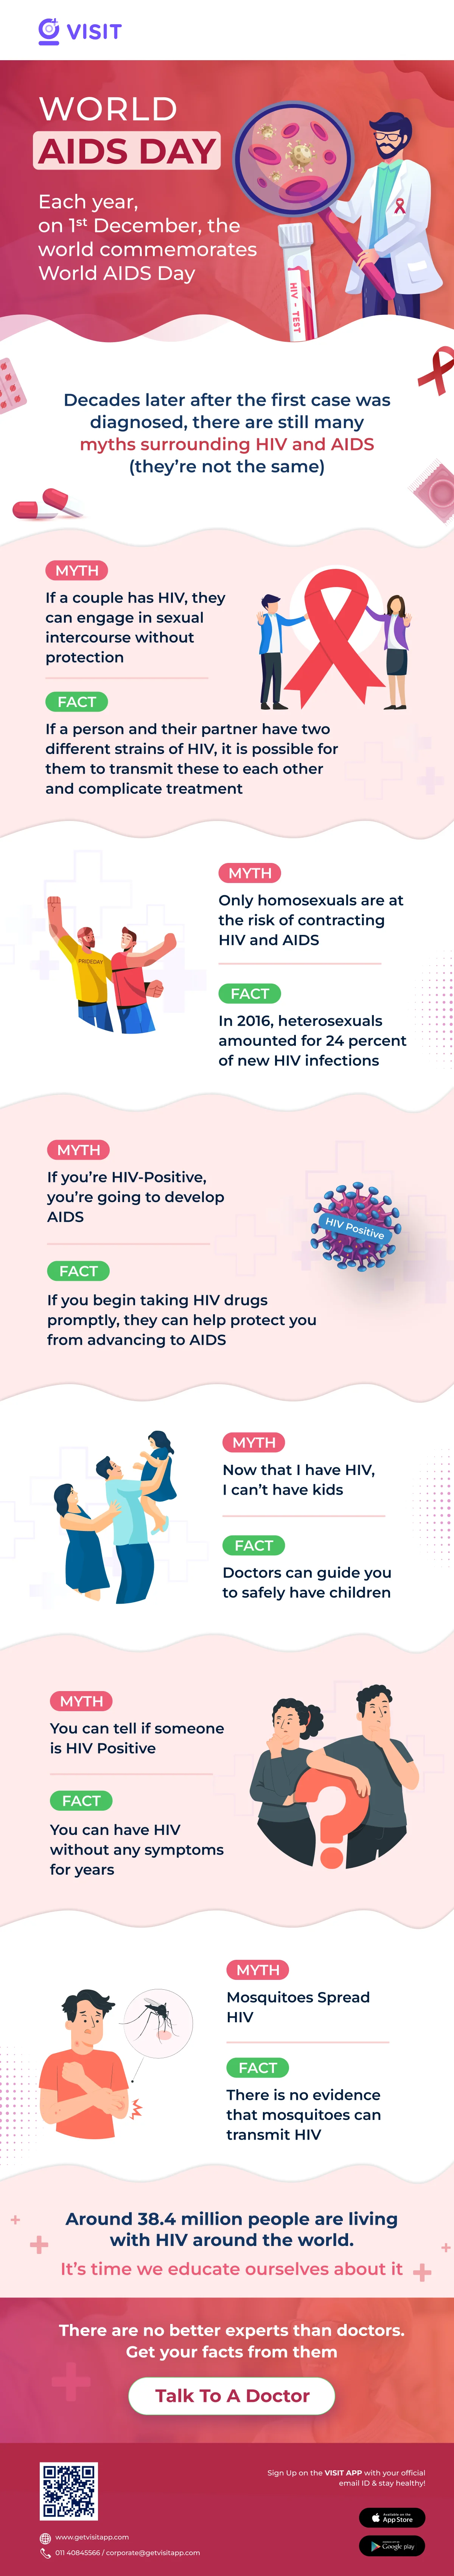 VISIT
WORLD
AIDS DAY
Each year,
on 1st December, the
world commemorates
World AIDS Day
HIV - TEST
Decades later after the first case was
diagnosed, there are still many
myths surrounding HIV and AIDS
(they're not the same)
MYTH
If a couple has HIV, they
can engage in sexual
intercourse without
protection
FACT
If a person and their partner have two
different strains of HIV, it is possible for
them to transmit these to each other
and complicate treatment
PRIDEDAY
MYTH
Only homosexuals are at
the risk of contracting
HIV and AIDS
FACT
In 2016, heterosexuals
amounted for 24 percent
of new HIV infections
MYTH
If you're HIV-Positive,
you're going to develop
AIDS
HIV Positive
FACT
If you begin taking HIV drugs
promptly, they can help protect you
from advancing to AIDS
MYTH
Now that I have HIV,
I can't have kids
FACT
Doctors can guide you
to safely have children
MYTH
You can tell if someone
is HIV Positive
FACT
You can have HIV
without any symptoms
for years
MYTH
Mosquitoes Spread
HIV
FACT
There is no evidence
that mosquitoes can
transmit HIV
Around 38.4 million people are living
with HIV around the world.
It's time we educate ourselves about it
There are no better experts than doctors.
Get your facts from them
Talk To A Doctor
Sign Up on the VISIT APP with your official
email ID & stay healthy!
www.getvisitapp.com
011 40845566 / corporate@getvisitapp.com
Available on the
App Store
Google play